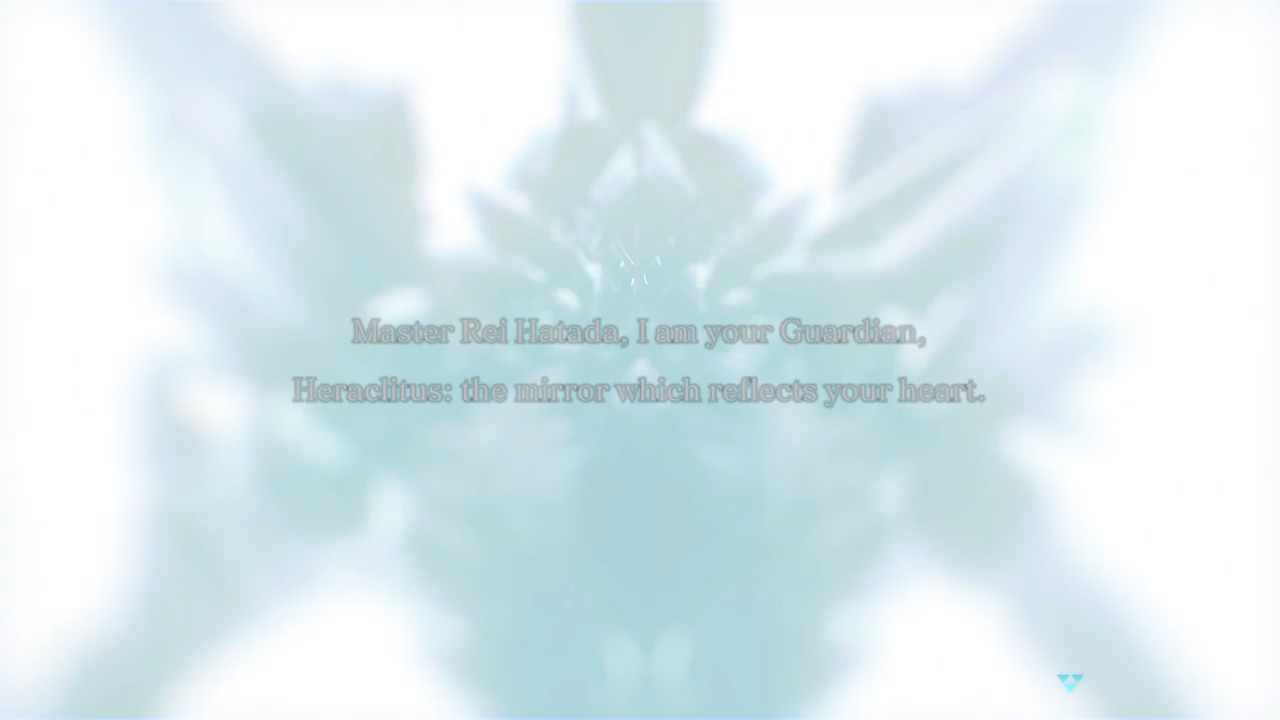 Master Rei Hatada, I am your Guardian,
Heraclitus: the mirror which reflects your heart.